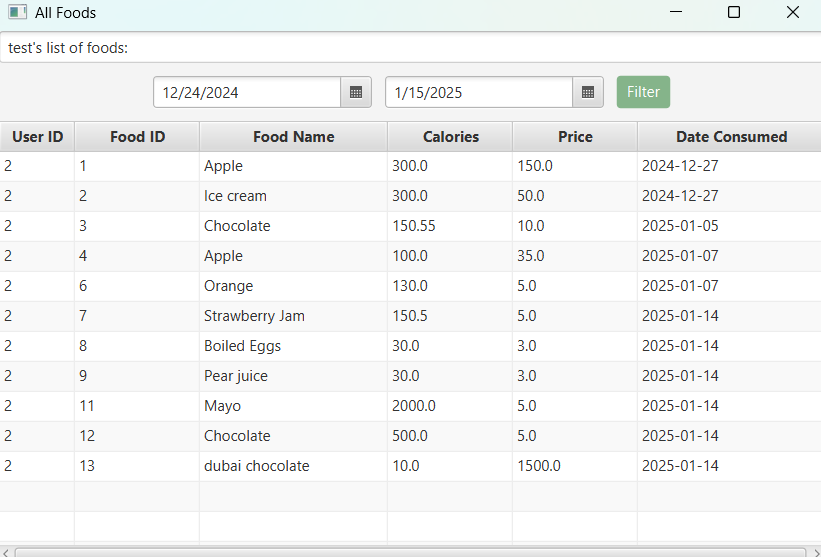 All Foods
test's list of foods:
12/24/2024 1/15/2025 Filter
User ID Food ID Food Name Calories Price Date Consumed
2 1 Apple 300.0 150.0 2024-12-27
2 2 Ice cream 300.0 50.0 2024-12-27
2 3 Chocolate 150.55 10.0 2025-01-05
2 4 Apple 100.0 35.0 2025-01-07
2 6 Orange 130.0 5.0 2025-01-07
2 7 Strawberry Jam 150.5 5.0 2025-01-14
2 8 Boiled Eggs 30.0 3.0 2025-01-14
2 9 Pear juice 30.0 3.0 2025-01-14
2 11 Mayo 2000.0 5.0 2025-01-14
2 12 Chocolate 500.0 5.0 2025-01-14
2 13 dubai chocolate 10.0 1500.0 2025-01-14